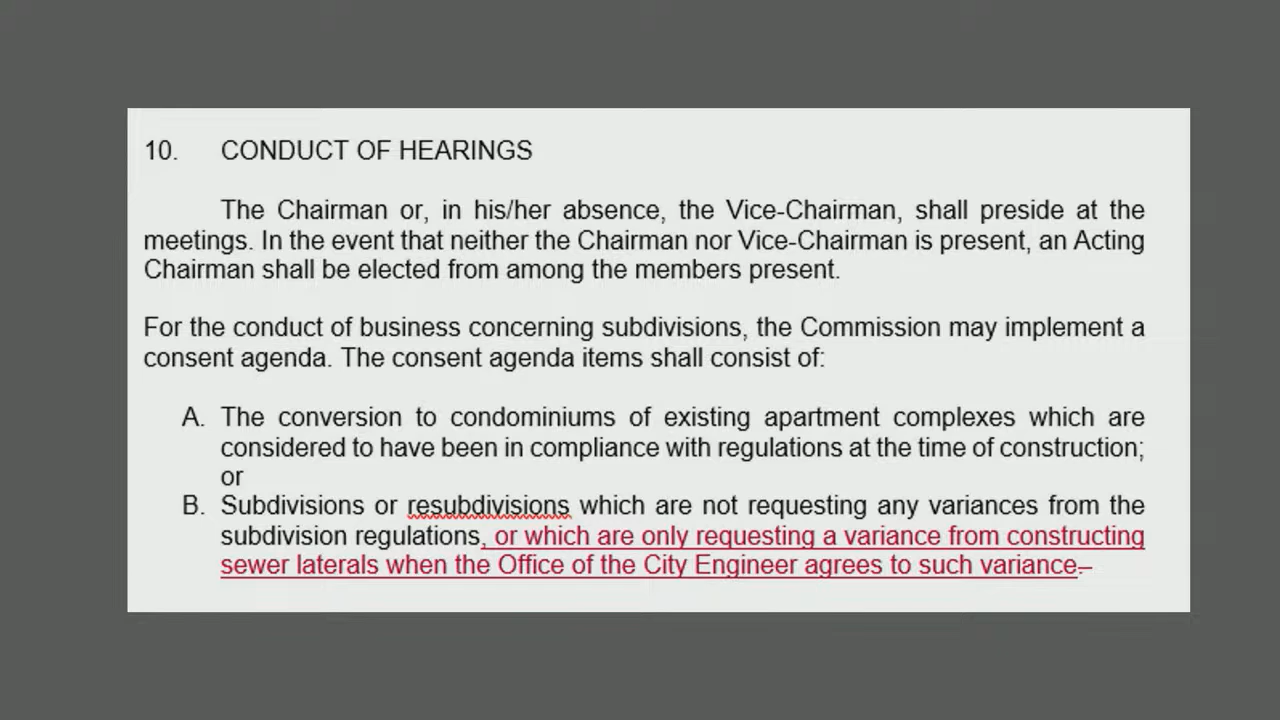 10. CONDUCT OF HEARINGS
The Chairman or, in his/her absence, the Vice-Chairman, shall preside at the
meetings. In the event that neither the Chairman nor Vice-Chairman is present, an Acting
Chairman shall be elected from among the members present.
For the conduct of business concerning subdivisions, the Commission may implement a
consent agenda. The consent agenda items shall consist of:
A. The conversion to condominiums of existing apartment complexes which are
considered to have been in compliance with regulations at the time of construction;
or
B. Subdivisions or resubdivisions which are not requesting any variances from the
subdivision regulations, or which are only requesting a variance from constructing
sewer laterals when the Office of the City Engineer agrees to such variance.